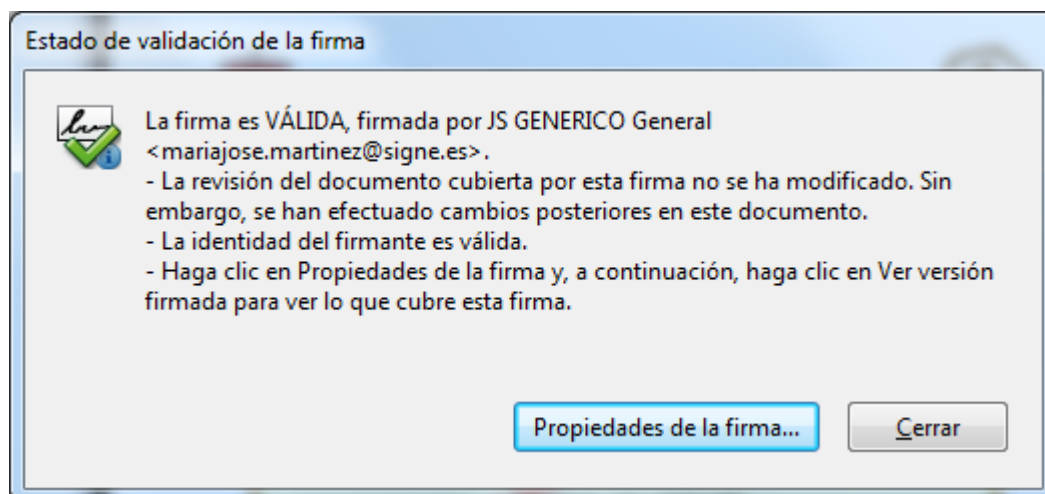 Estado de validación de la firma
La firma es VÁLIDA, firmada por JS GENERICO General
<mariajose.martinez@signe.es>.
- La revisión del documento cubierta por esta firma no se ha modificado. Sin
embargo, se han efectuado cambios posteriores en este documento.
- La identidad del firmante es válida.
- Haga clic en Propiedades de la firma y, a continuación, haga clic en Ver versión
firmada para ver lo que cubre esta firma.
Propiedades de la firma...
Cerrar